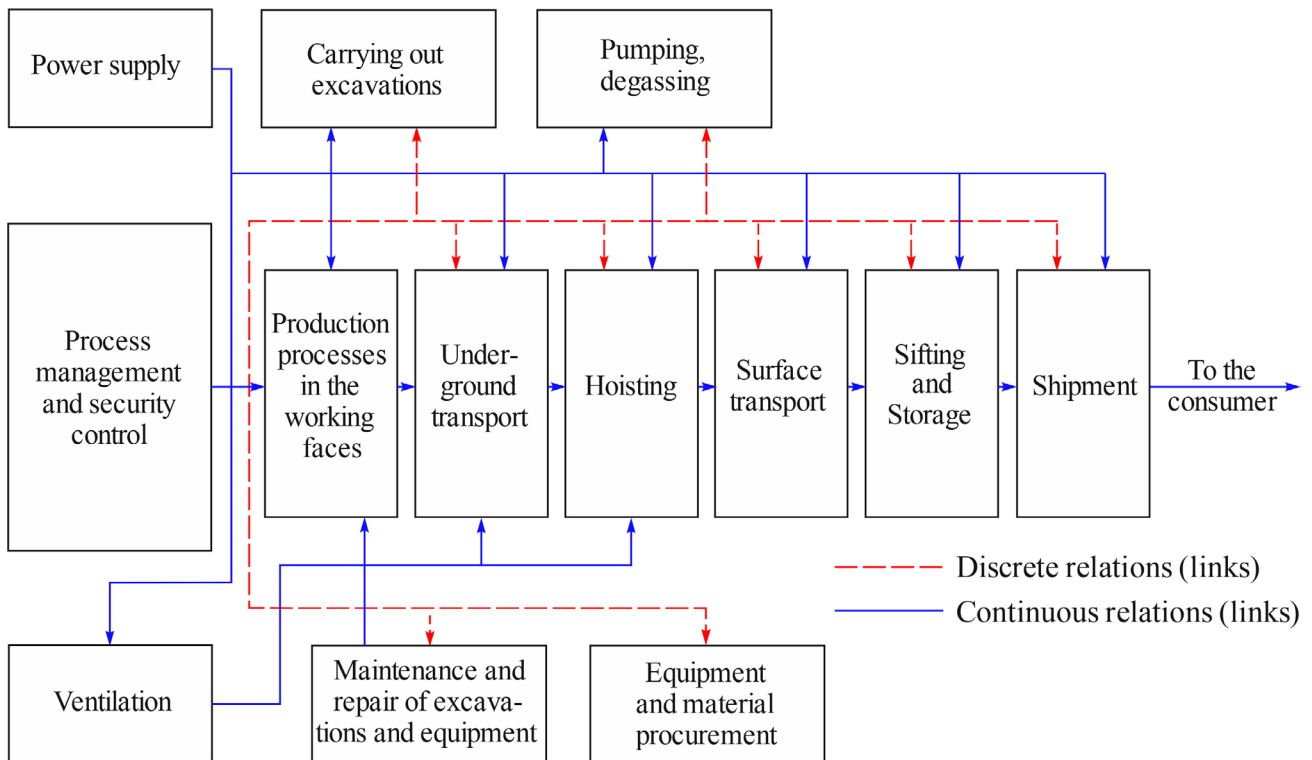 Power supply
Carrying out
excavations
Pumping,
degassing
Process
management
and security
control
Production
processes
in the
working
faces
Under-
ground
transport
Hoisting
Surface
transport
Sifting
and
Storage
Shipment
To the
consumer
Discrete relations (links)
Continuous relations (links)
Ventilation
Maintenance and
repair of excava-
tions and equipment
Equipment
and material
procurement